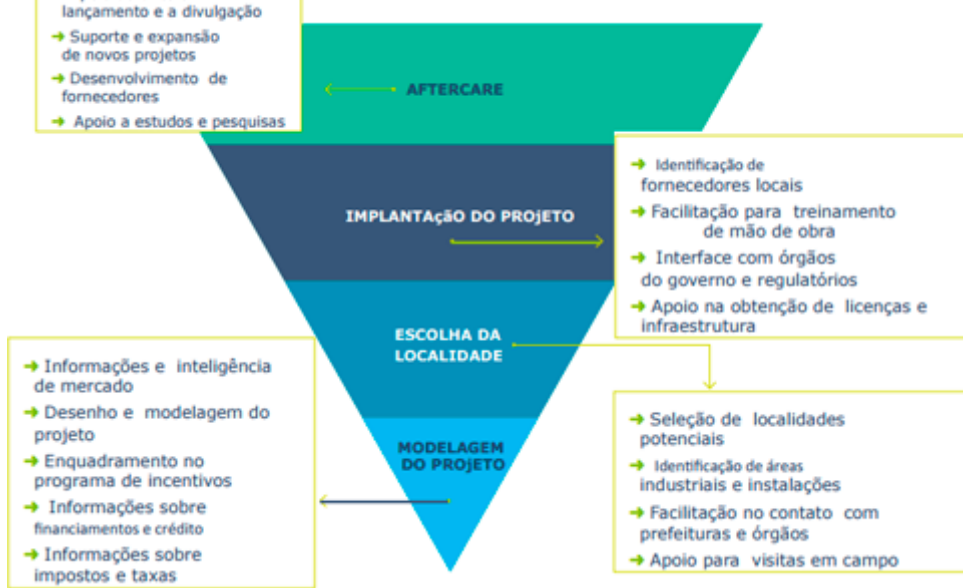 lançamento e a divulgação
➜ Suporte e expansão
de novos projetos
➜ Desenvolvimento de
fornecedores
➜ Apoio a estudos e pesquisas
AFTERCARE
IMPLANTAçãO DO PROjETO
➜ Identificação de
fornecedores locais
➜ Facilitação para treinamento
de mão de obra
➜ Interface com órgãos
do governo e regulatórios
➜ Apoio na obtenção de licenças e
infraestrutura
ESCOLHA DA
LOCALIDADE
➜ Seleção de localidades
potenciais
➜ Identificação de áreas
industriais e instalações
➜ Facilitação no contato com
prefeituras e órgãos
➜ Apoio para visitas em campo
MODELAGEM
DO PROjETO
➜ Informações e inteligência
de mercado
➜ Desenho e modelagem do
projeto
➜ Enquadramento no
programa de incentivos
➜ Informações sobre
financiamentos e crédito
➜ Informações sobre
impostos e taxas